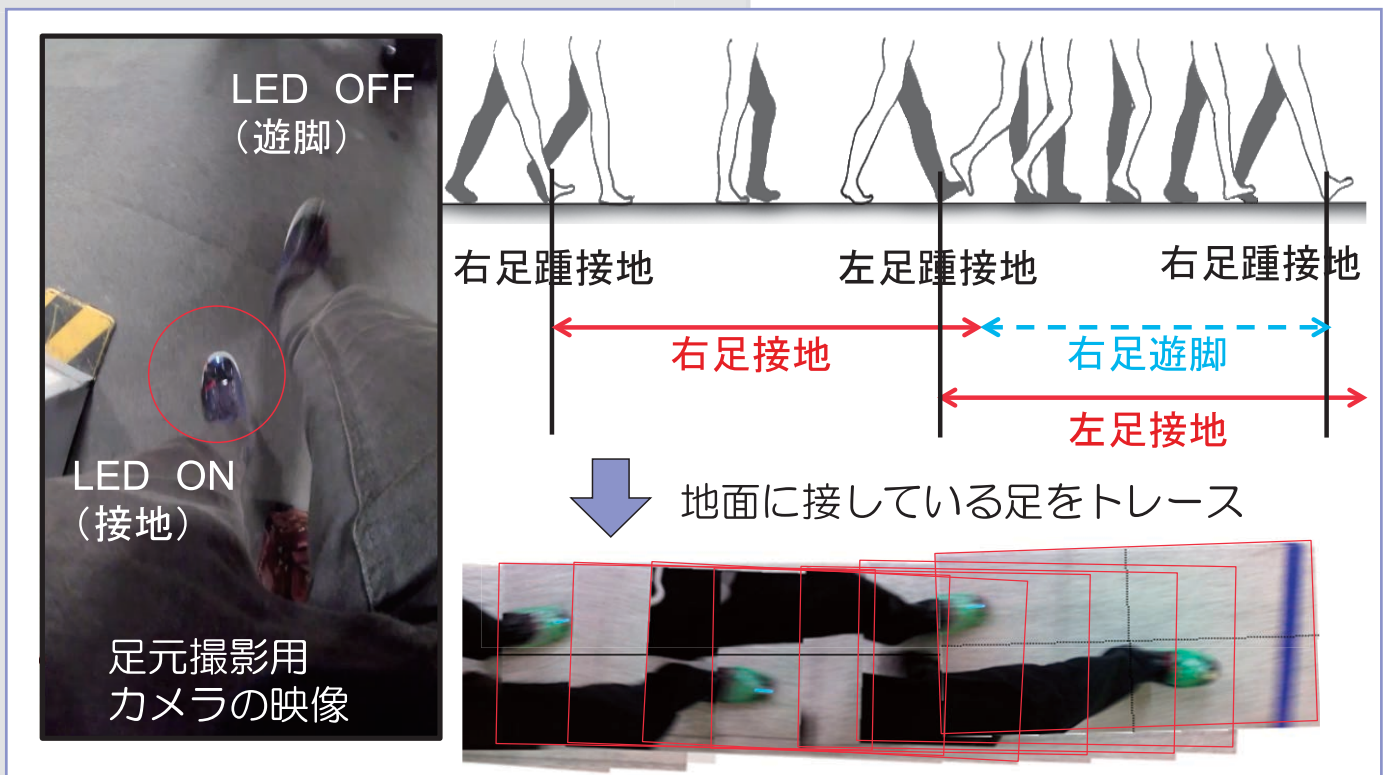 LED OFF
（遊脚）
LED ON
（接地）
足元撮影用
カメラの映像
右足踵接地
左足踵接地
右足踵接地
右足接地
右足遊脚
左足接地
地面に接している足をトレース